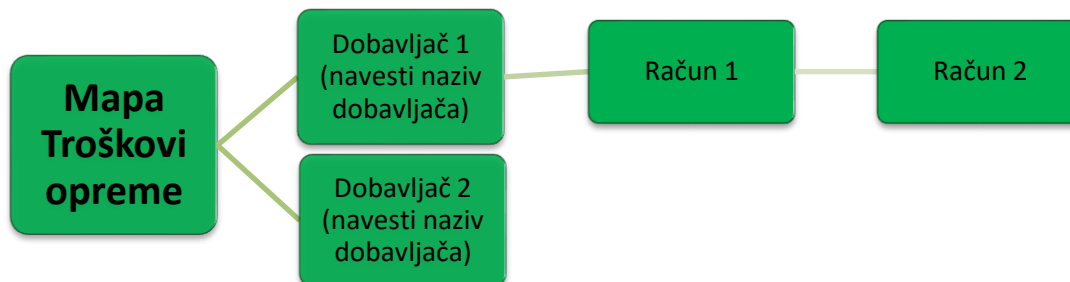 Mapa
Troškovi
opreme
Dobavljač 1
(navesti naziv
dobavljača)
Račun 1
Račun 2
Dobavljač 2
(navesti naziv
dobavljača)